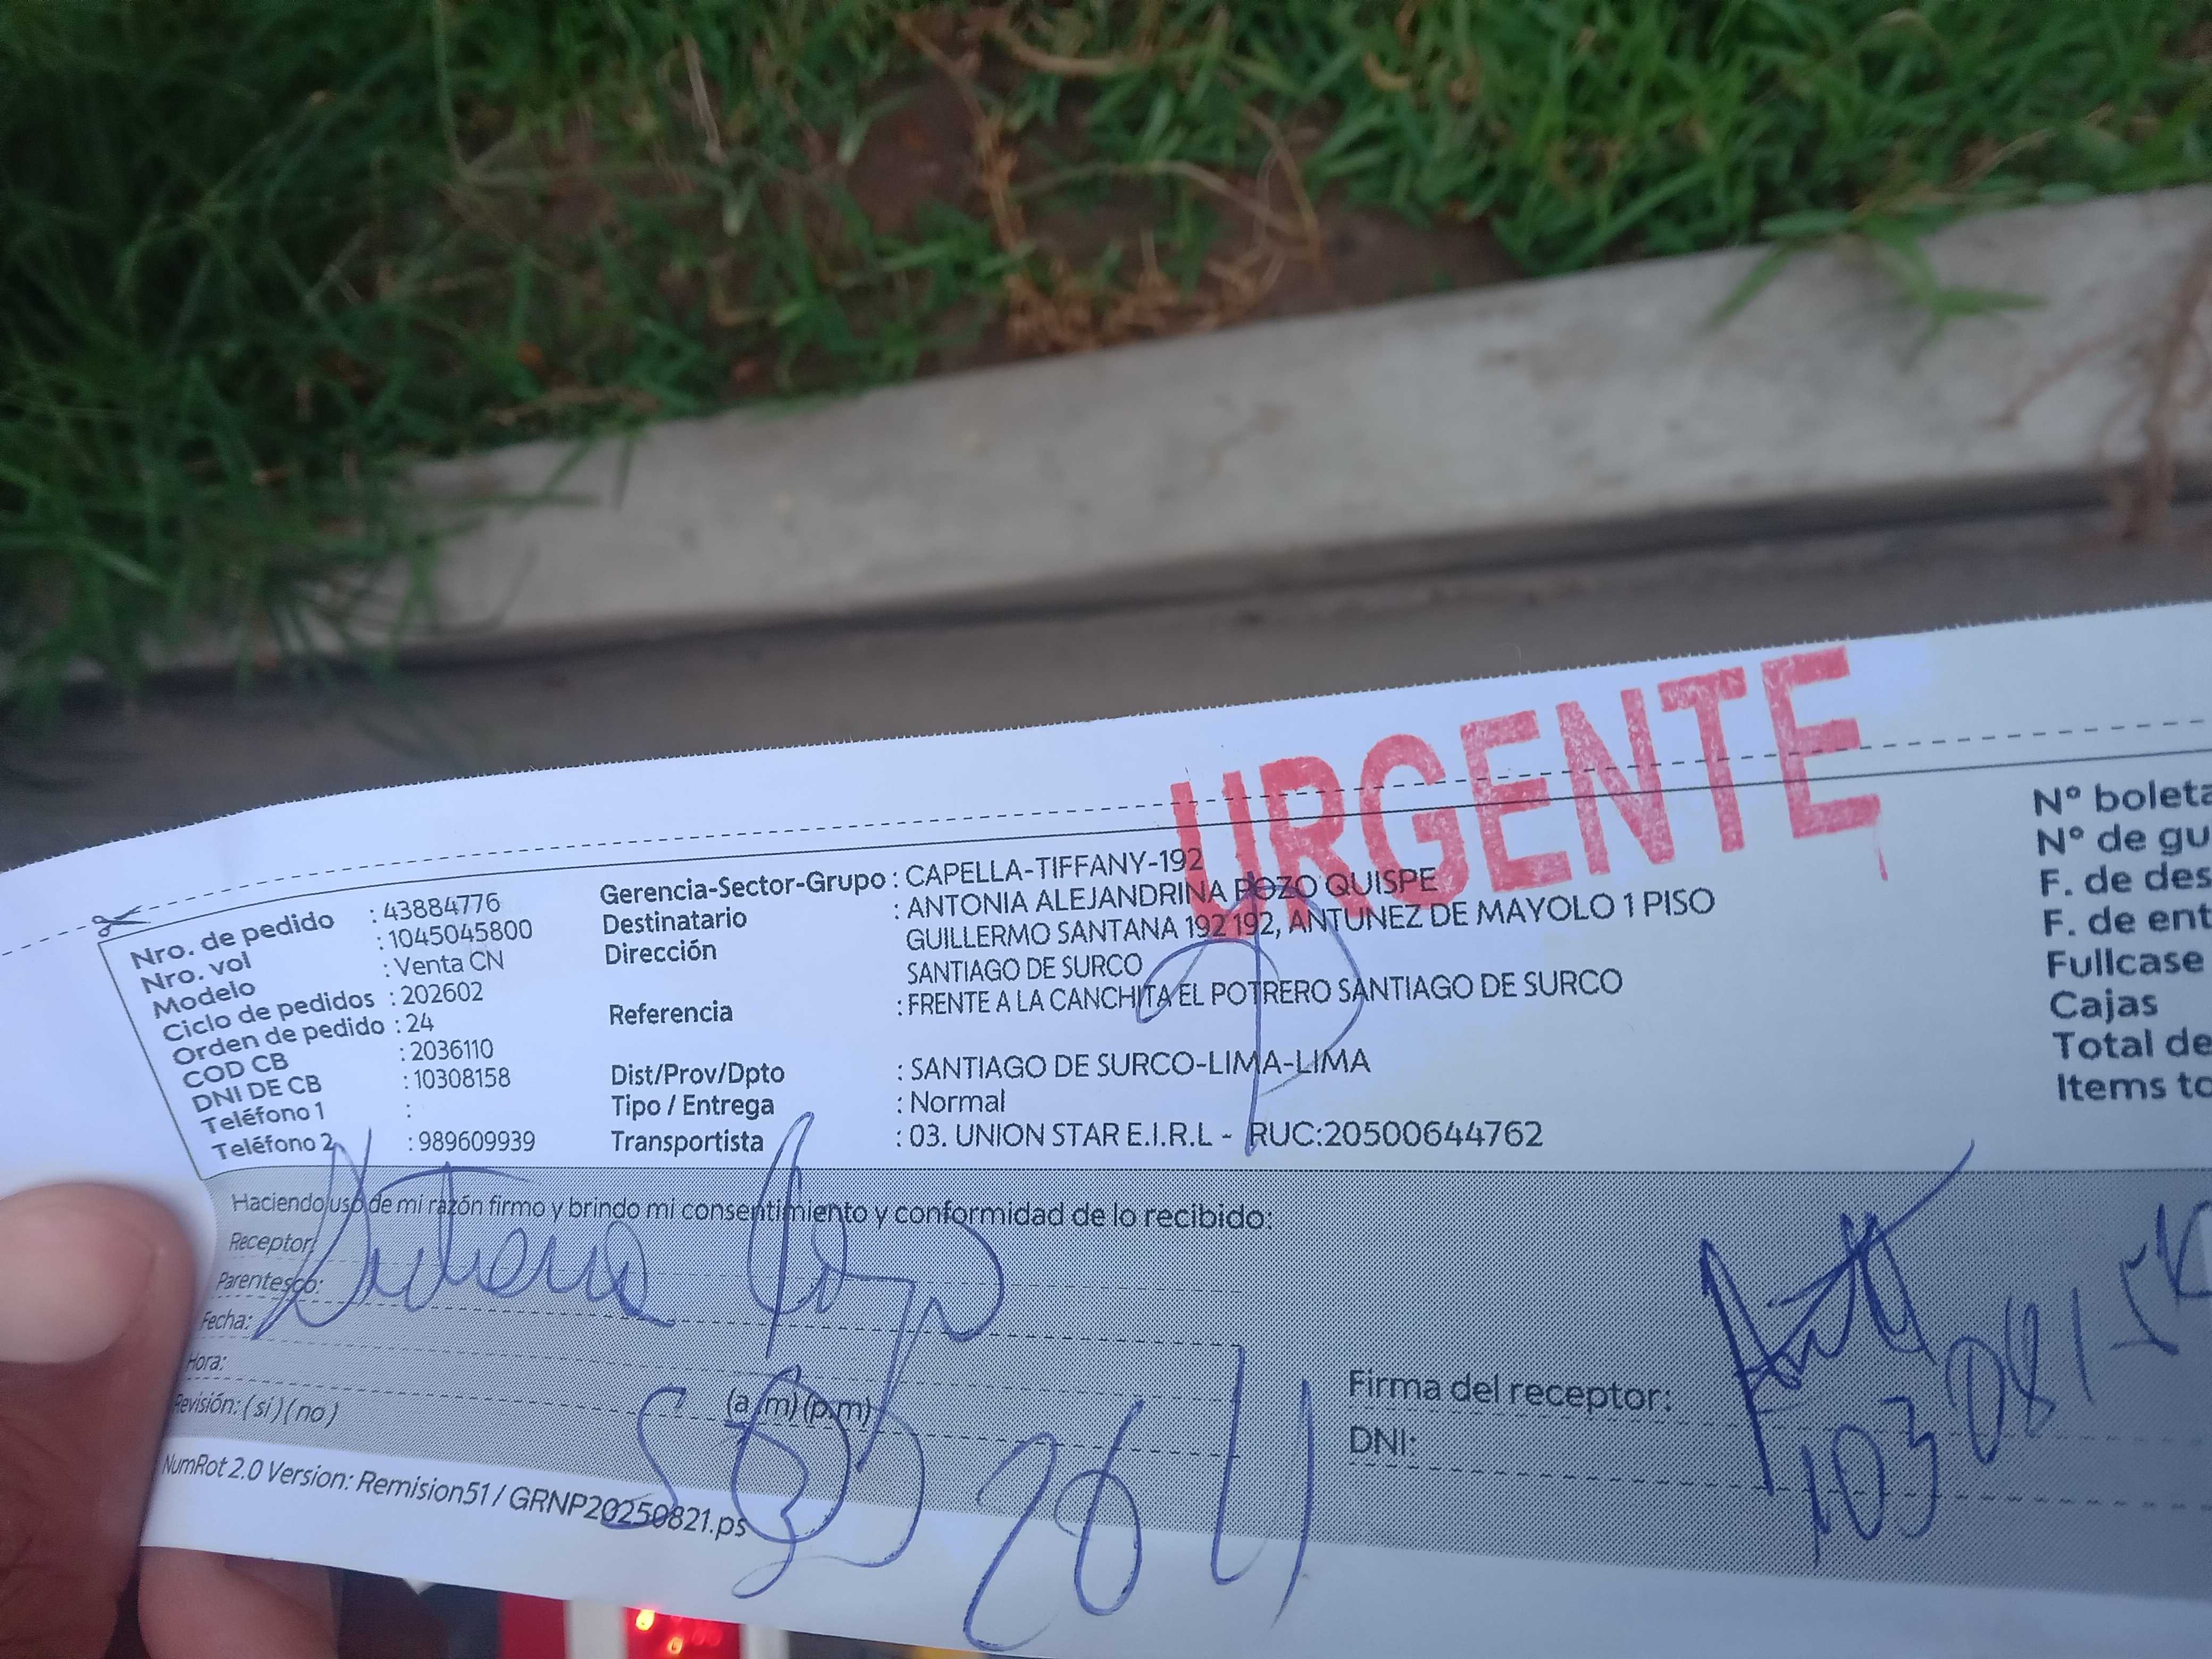 URGENTE
Nro. de pedido : 43884776
Nro. vol : 1045045800
Modelo : Venta CN
Ciclo de pedidos : 202602
Orden de pedido : 24
COD CB : 2036110
DNI DE CB : 10308158
Teléfono 1 :
Teléfono 2 : 989609939
Gerencia-Sector-Grupo : CAPELLA-TIFFANY-192
Destinatario : ANTONIA ALEJANDRINA POZO QUISPE
Dirección GUILLERMO SANTANA 192 192, ANTUNEZ DE MAYOLO 1 PISO
SANTIAGO DE SURCO
Referencia : FRENTE A LA CANCHITA EL POTRERO SANTIAGO DE SURCO
Dist/Prov/Dpto : SANTIAGO DE SURCO-LIMA-LIMA
Tipo / Entrega : Normal
Transportista : 03. UNION STAR E.I.R.L - RUC:20500644762
Nº boleta
Nº de gu
F. de des
F. de ent
Fullcase
Cajas
Total de
Items to
Haciendo uso de mi razón firmo y brindo mi consentimiento y conformidad de lo recibido:
Receptor:
Parentesco:
Fecha:
Hora: (a.m) (p.m)
Revisión: ( si ) ( no )
Antonia Pozo
Firma del receptor:
DNI: 1030815
NumRot 2.0 Version: Remision51 / GRNP20250821.ps